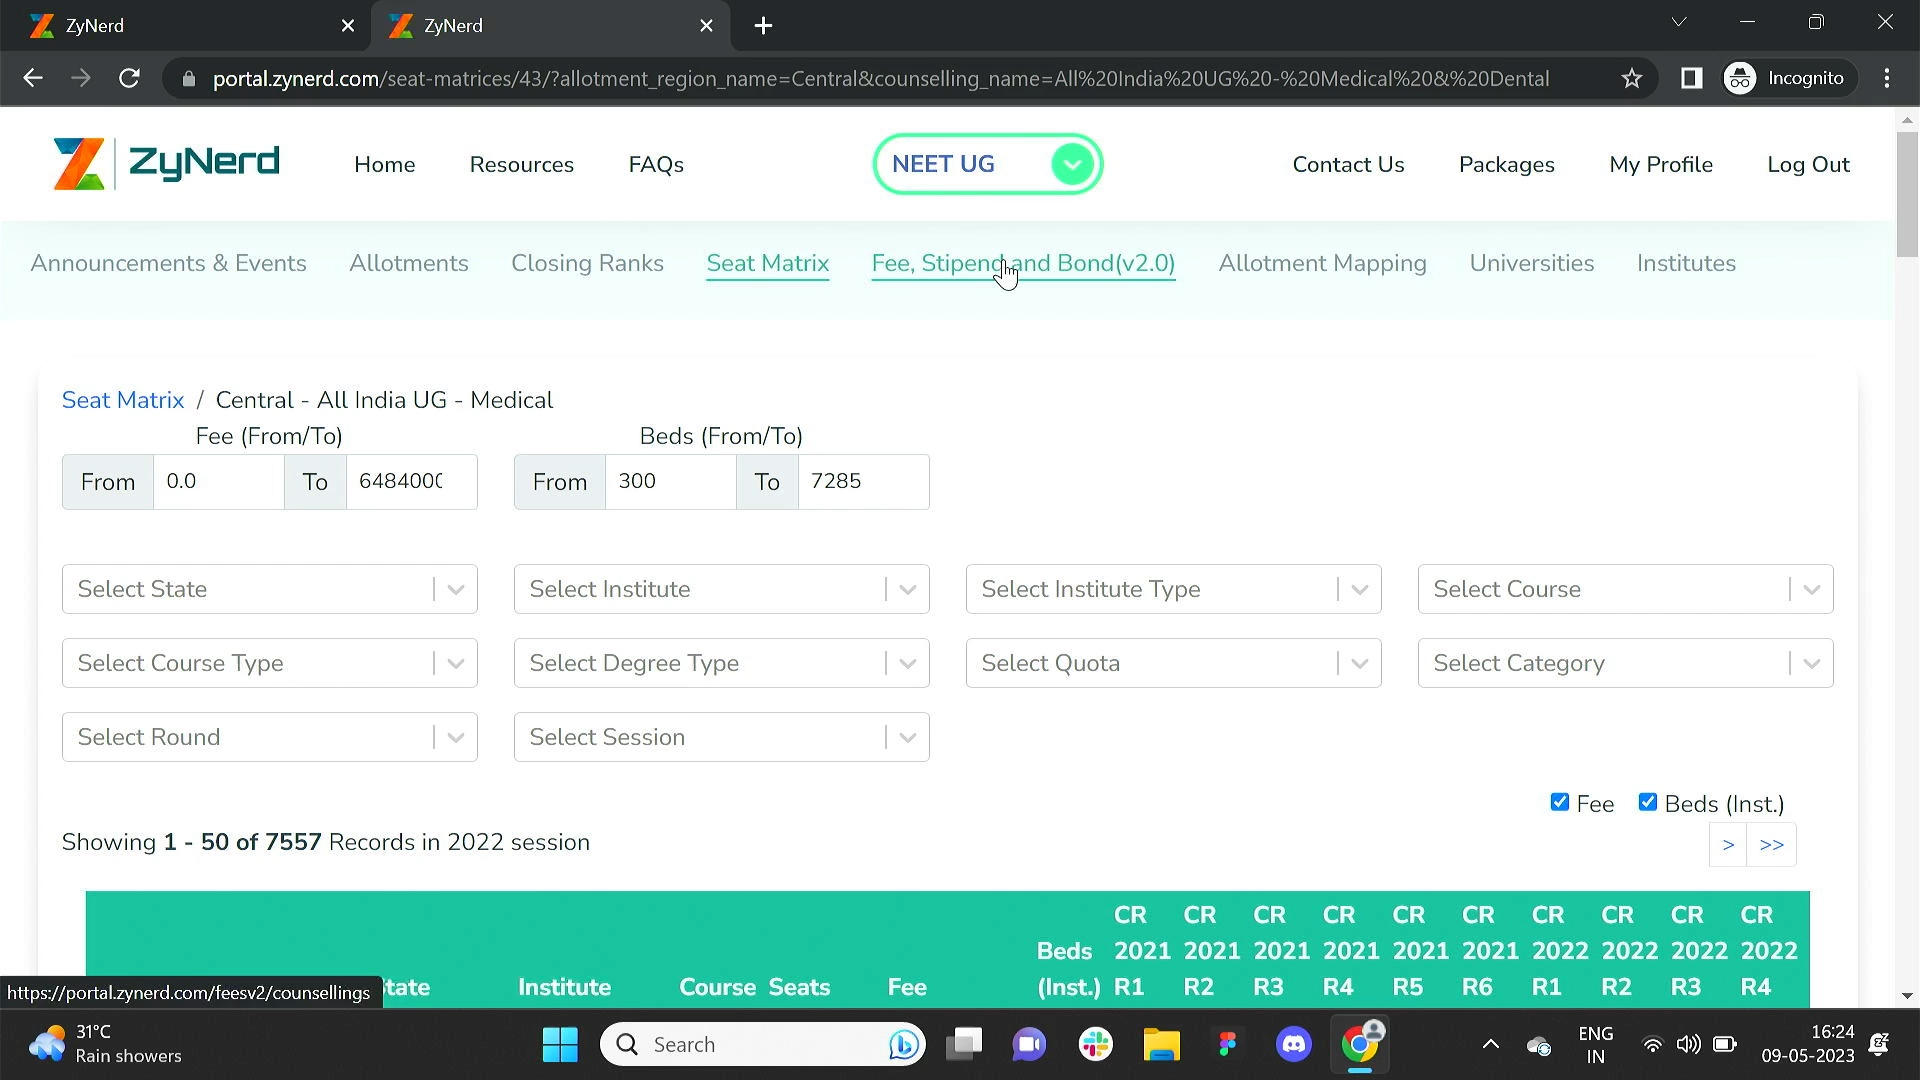 ZyNerd
ZyNerd
portal.zynerd.com/seat-matrices/43/?allotment_region_name=Central&counselling_name=All%20India%20UG%20-%20Medical%20&%20Dental
Incognito
ZyNerd
Home
Resources
FAQs
NEET UG
Contact Us
Packages
My Profile
Log Out
Announcements & Events
Allotments
Closing Ranks
Seat Matrix
Fee, Stipend and Bond(v2.0)
Allotment Mapping
Universities
Institutes
Seat Matrix / Central - All India UG - Medical
Fee (From/To)
Beds (From/To)
From 0.0 To 6484000
From 300 To 7285
Select State
Select Institute
Select Institute Type
Select Course
Select Course Type
Select Degree Type
Select Quota
Select Category
Select Round
Select Session
Fee
Beds (Inst.)
Showing 1 - 50 of 7557 Records in 2022 session
> >>
CR CR CR CR CR CR CR CR CR CR
Beds 2021 2021 2021 2021 2021 2021 2022 2022 2022 2022
tate Institute Course Seats Fee (Inst.) R1 R2 R3 R4 R5 R6 R1 R2 R3 R4
https://portal.zynerd.com/feesv2/counsellings
31°C
Rain showers
Search
ENG
IN
16:24
09-05-2023